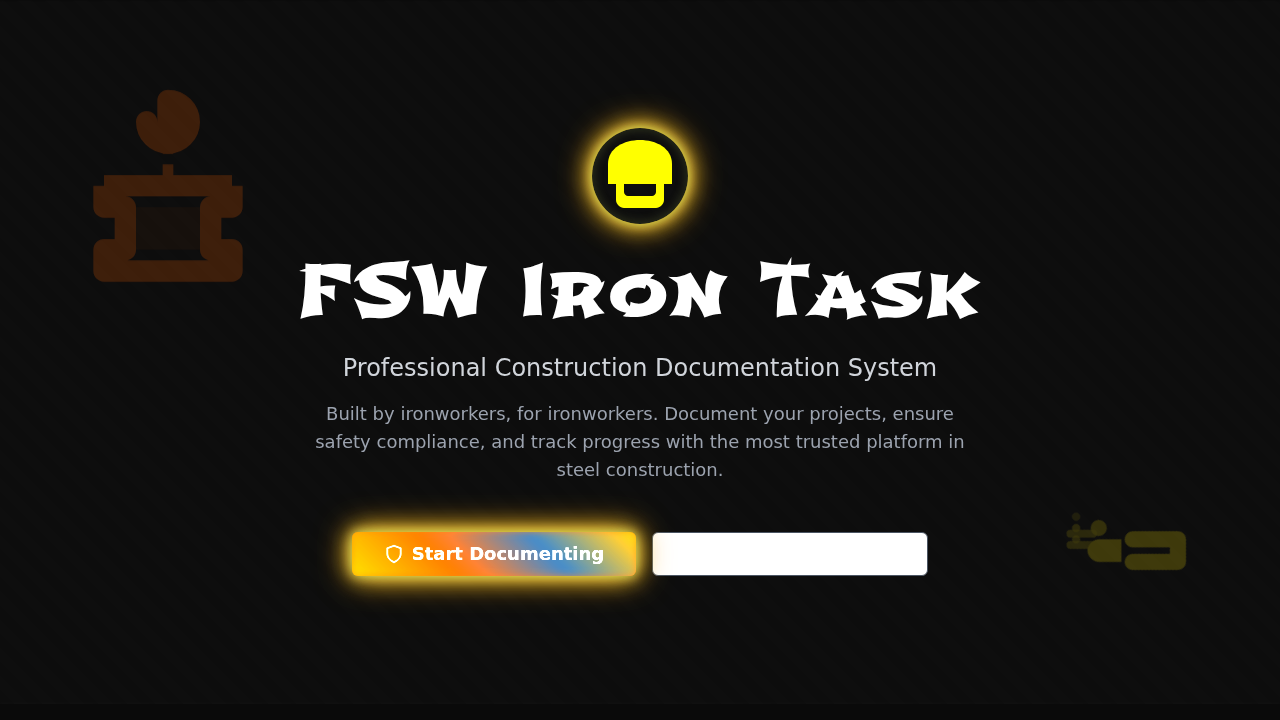 FSW Iron Task
Professional Construction Documentation System
Built by ironworkers, for ironworkers. Document your projects, ensure
safety compliance, and track progress with the most trusted platform in
steel construction.
Start Documenting